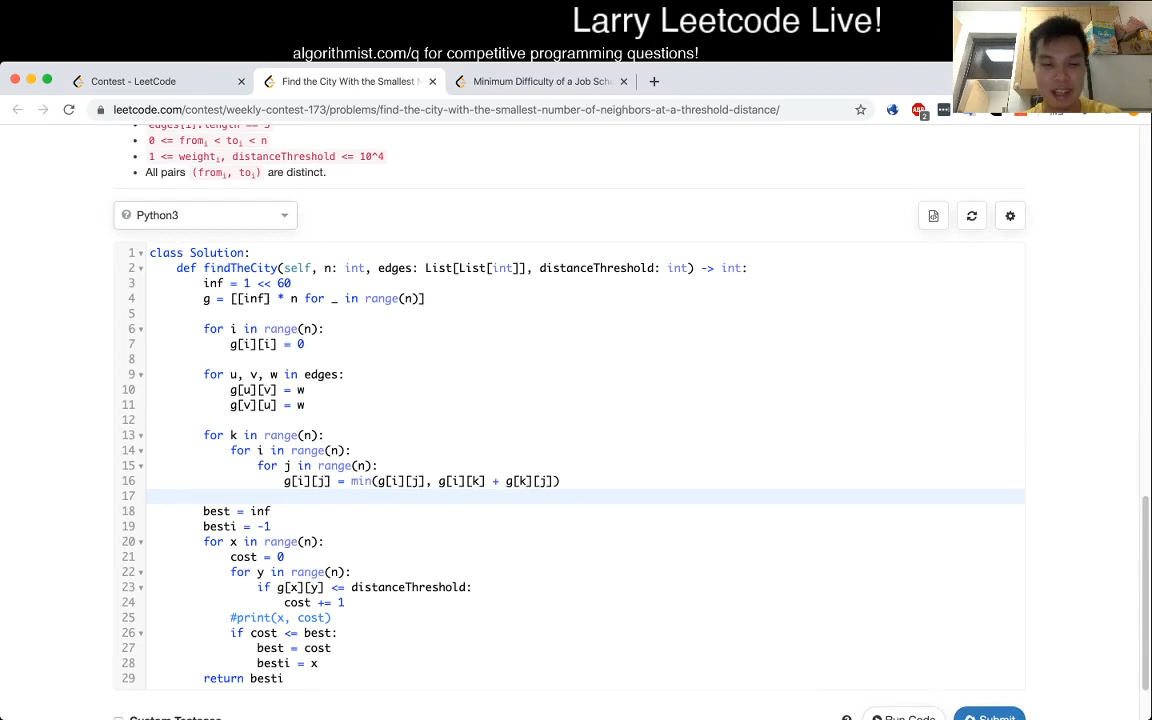 Larry Leetcode Live!
algorithmist.com/q for competitive programming questions!
Contest - LeetCode
Find the City With the Smallest
Minimum Difficulty of a Job Sche
leetcode.com/contest/weekly-contest-173/problems/find-the-city-with-the-smallest-number-of-neighbors-at-a-threshold-distance/
ABP
2
edges[i].length == 3
0 <= fromi < toi < n
1 <= weighti, distanceThreshold <= 10^4
All pairs (fromi, toi) are distinct.
Python3
1 class Solution:
2 def findTheCity(self, n: int, edges: List[List[int]], distanceThreshold: int) -> int:
3 inf = 1 << 60
4 g = [[inf] * n for _ in range(n)]
5
6 for i in range(n):
7 g[i][i] = 0
8
9 for u, v, w in edges:
10 g[u][v] = w
11 g[v][u] = w
12
13 for k in range(n):
14 for i in range(n):
15 for j in range(n):
16 g[i][j] = min(g[i][j], g[i][k] + g[k][j])
17
18 best = inf
19 besti = -1
20 for x in range(n):
21 cost = 0
22 for y in range(n):
23 if g[x][y] <= distanceThreshold:
24 cost += 1
25 #print(x, cost)
26 if cost <= best:
27 best = cost
28 besti = x
29 return besti
Custom Testcase
Run Code
Submit